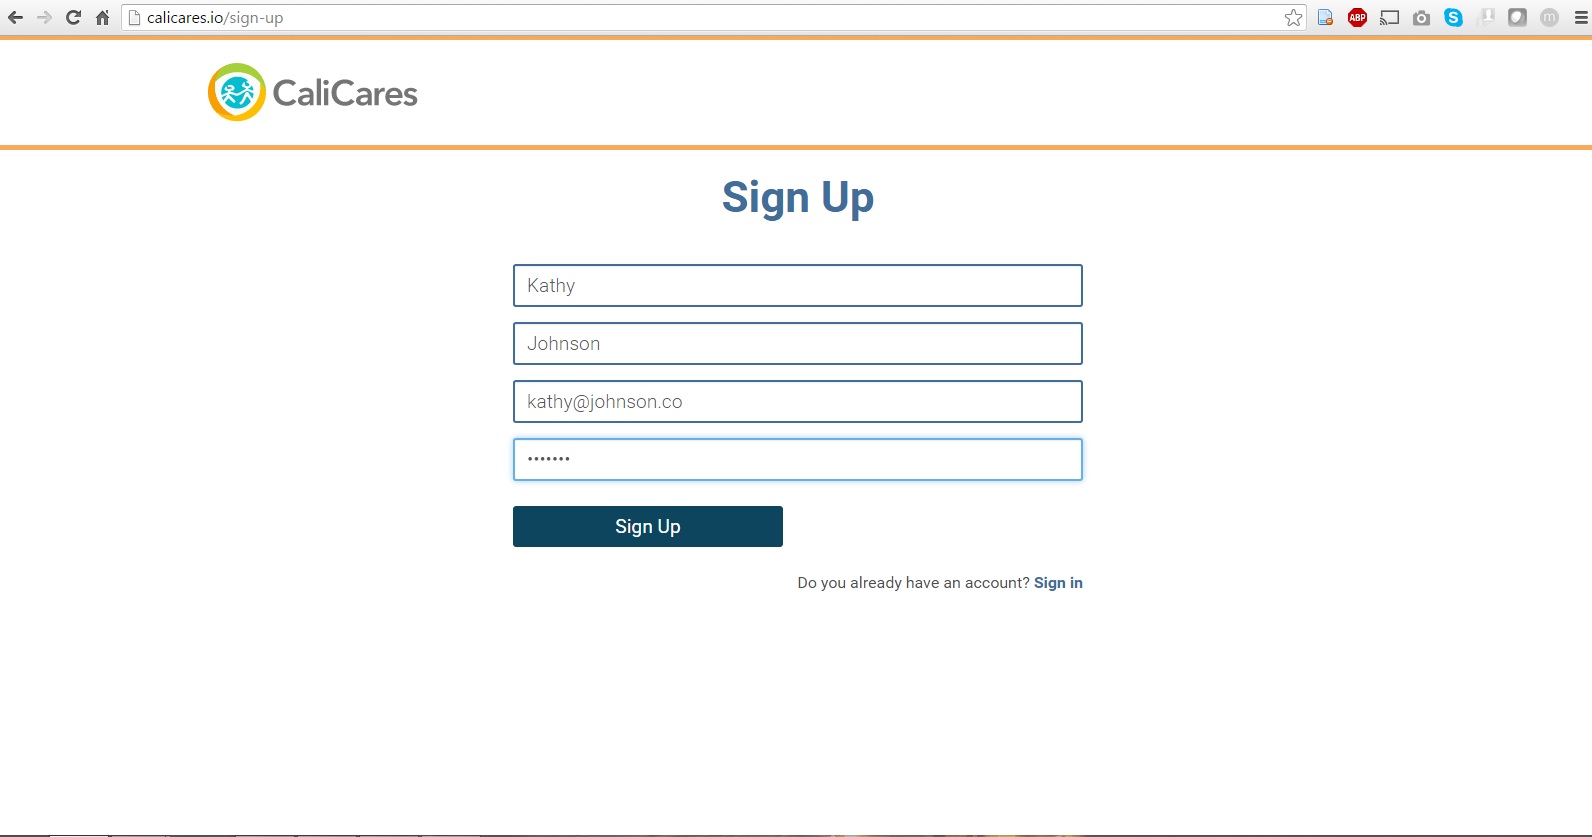 calicares.io/sign-up
ABP
S
m
CaliCares
Sign Up
Kathy
Johnson
kathy@johnson.co
•••••••
Sign Up
Do you already have an account? Sign in